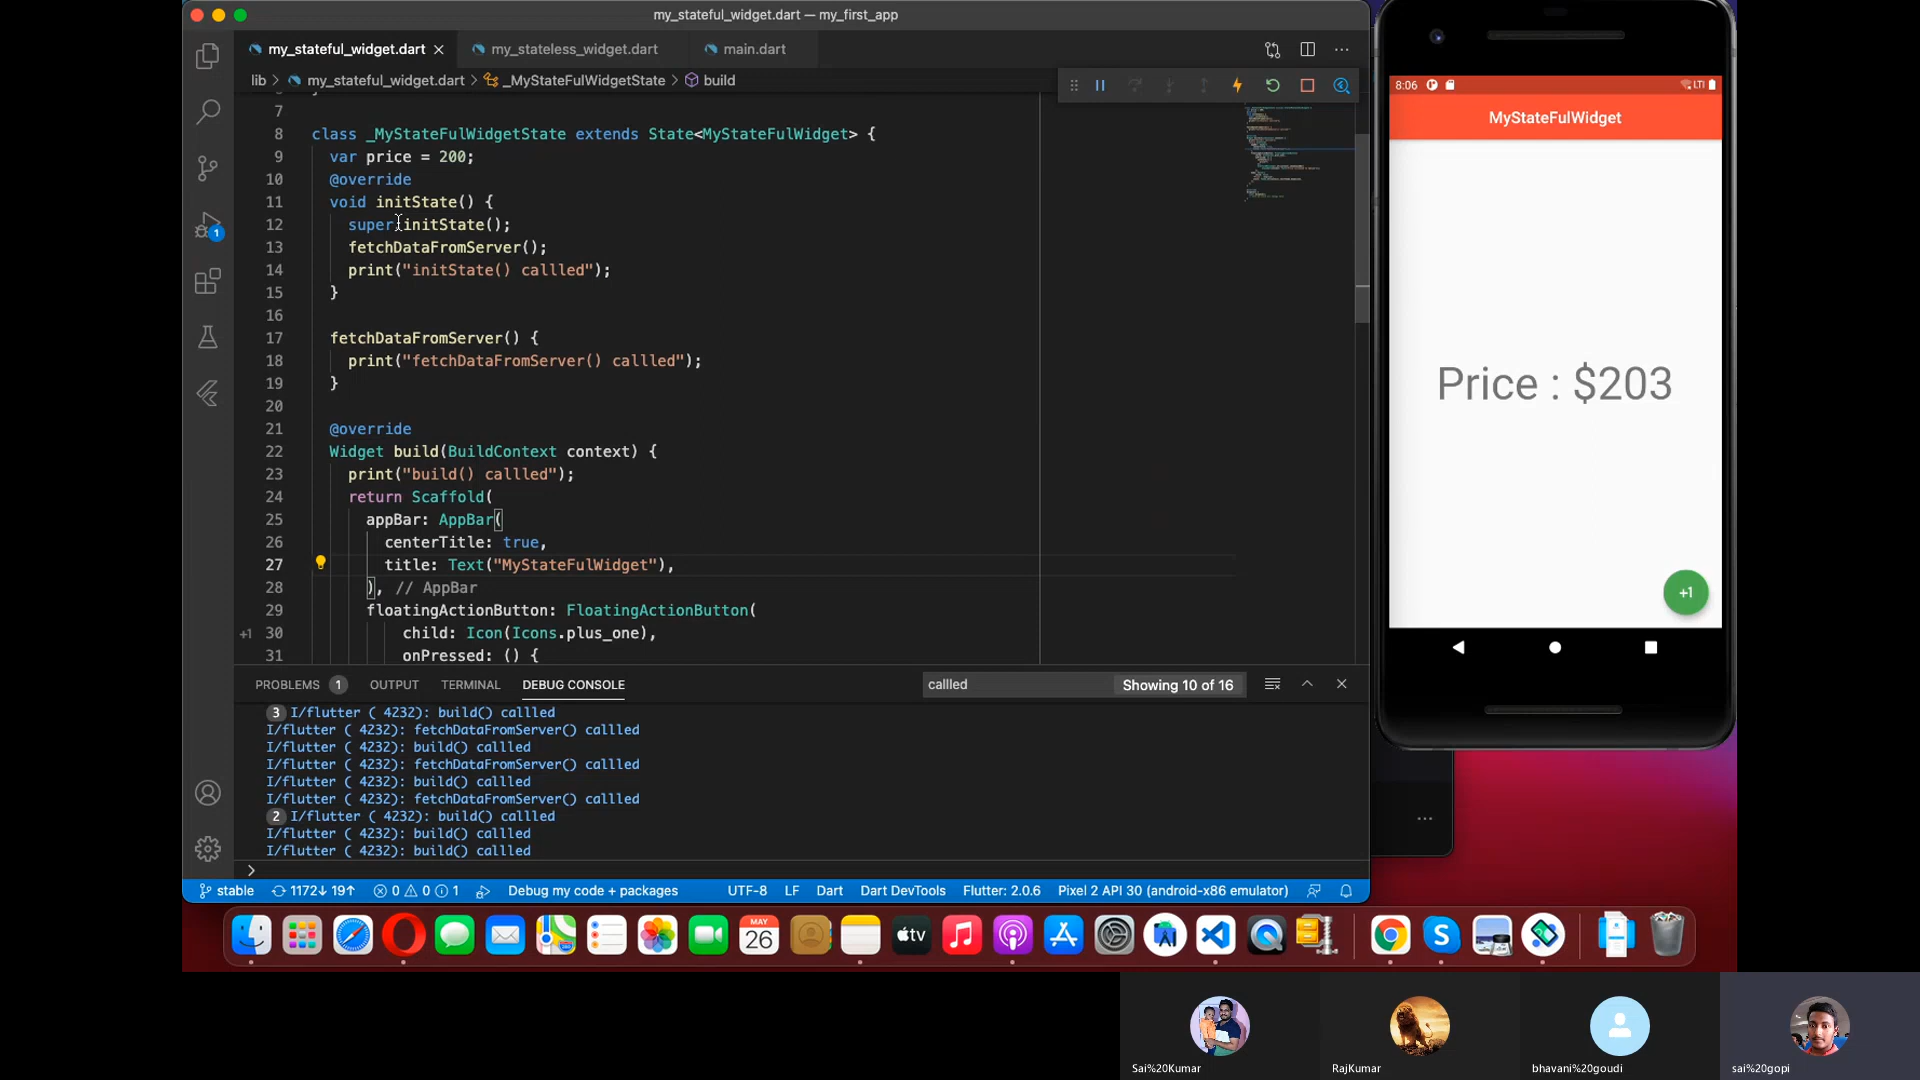 my_stateful_widget.dart — my_first_app
my_stateful_widget.dart
my_stateless_widget.dart
main.dart
lib > my_stateful_widget.dart > _MyStateFulWidgetState > build
7
8 class _MyStateFulWidgetState extends State<MyStateFulWidget> {
9 var price = 200;
10 @override
11 void initState() {
12 super.initState();
13 fetchDataFromServer();
14 print("initState() callled");
15 }
16
17 fetchDataFromServer() {
18 print("fetchDataFromServer() callled");
19 }
20
21 @override
22 Widget build(BuildContext context) {
23 print("build() callled");
24 return Scaffold(
25 appBar: AppBar(
26 centerTitle: true,
27 title: Text("MyStateFulWidget"),
28 ), // AppBar
29 floatingActionButton: FloatingActionButton(
+1 30 child: Icon(Icons.plus_one),
31 onPressed: () {
1
PROBLEMS 1 OUTPUT TERMINAL DEBUG CONSOLE
callled Showing 10 of 16
3 I/flutter ( 4232): build() callled
I/flutter ( 4232): fetchDataFromServer() callled
I/flutter ( 4232): build() callled
I/flutter ( 4232): fetchDataFromServer() callled
I/flutter ( 4232): build() callled
I/flutter ( 4232): fetchDataFromServer() callled
2 I/flutter ( 4232): build() callled
I/flutter ( 4232): build() callled
I/flutter ( 4232): build() callled
stable 1172↓ 19↑ 0 0 1 Debug my code + packages UTF-8 LF Dart Dart DevTools Flutter: 2.0.6 Pixel 2 API 30 (android-x86 emulator)
8:06
LTE
MyStateFulWidget
Price : $203
+1
MAY
26
tv
Sai%20Kumar
RajKumar
bhavani%20goudi
sai%20gopi